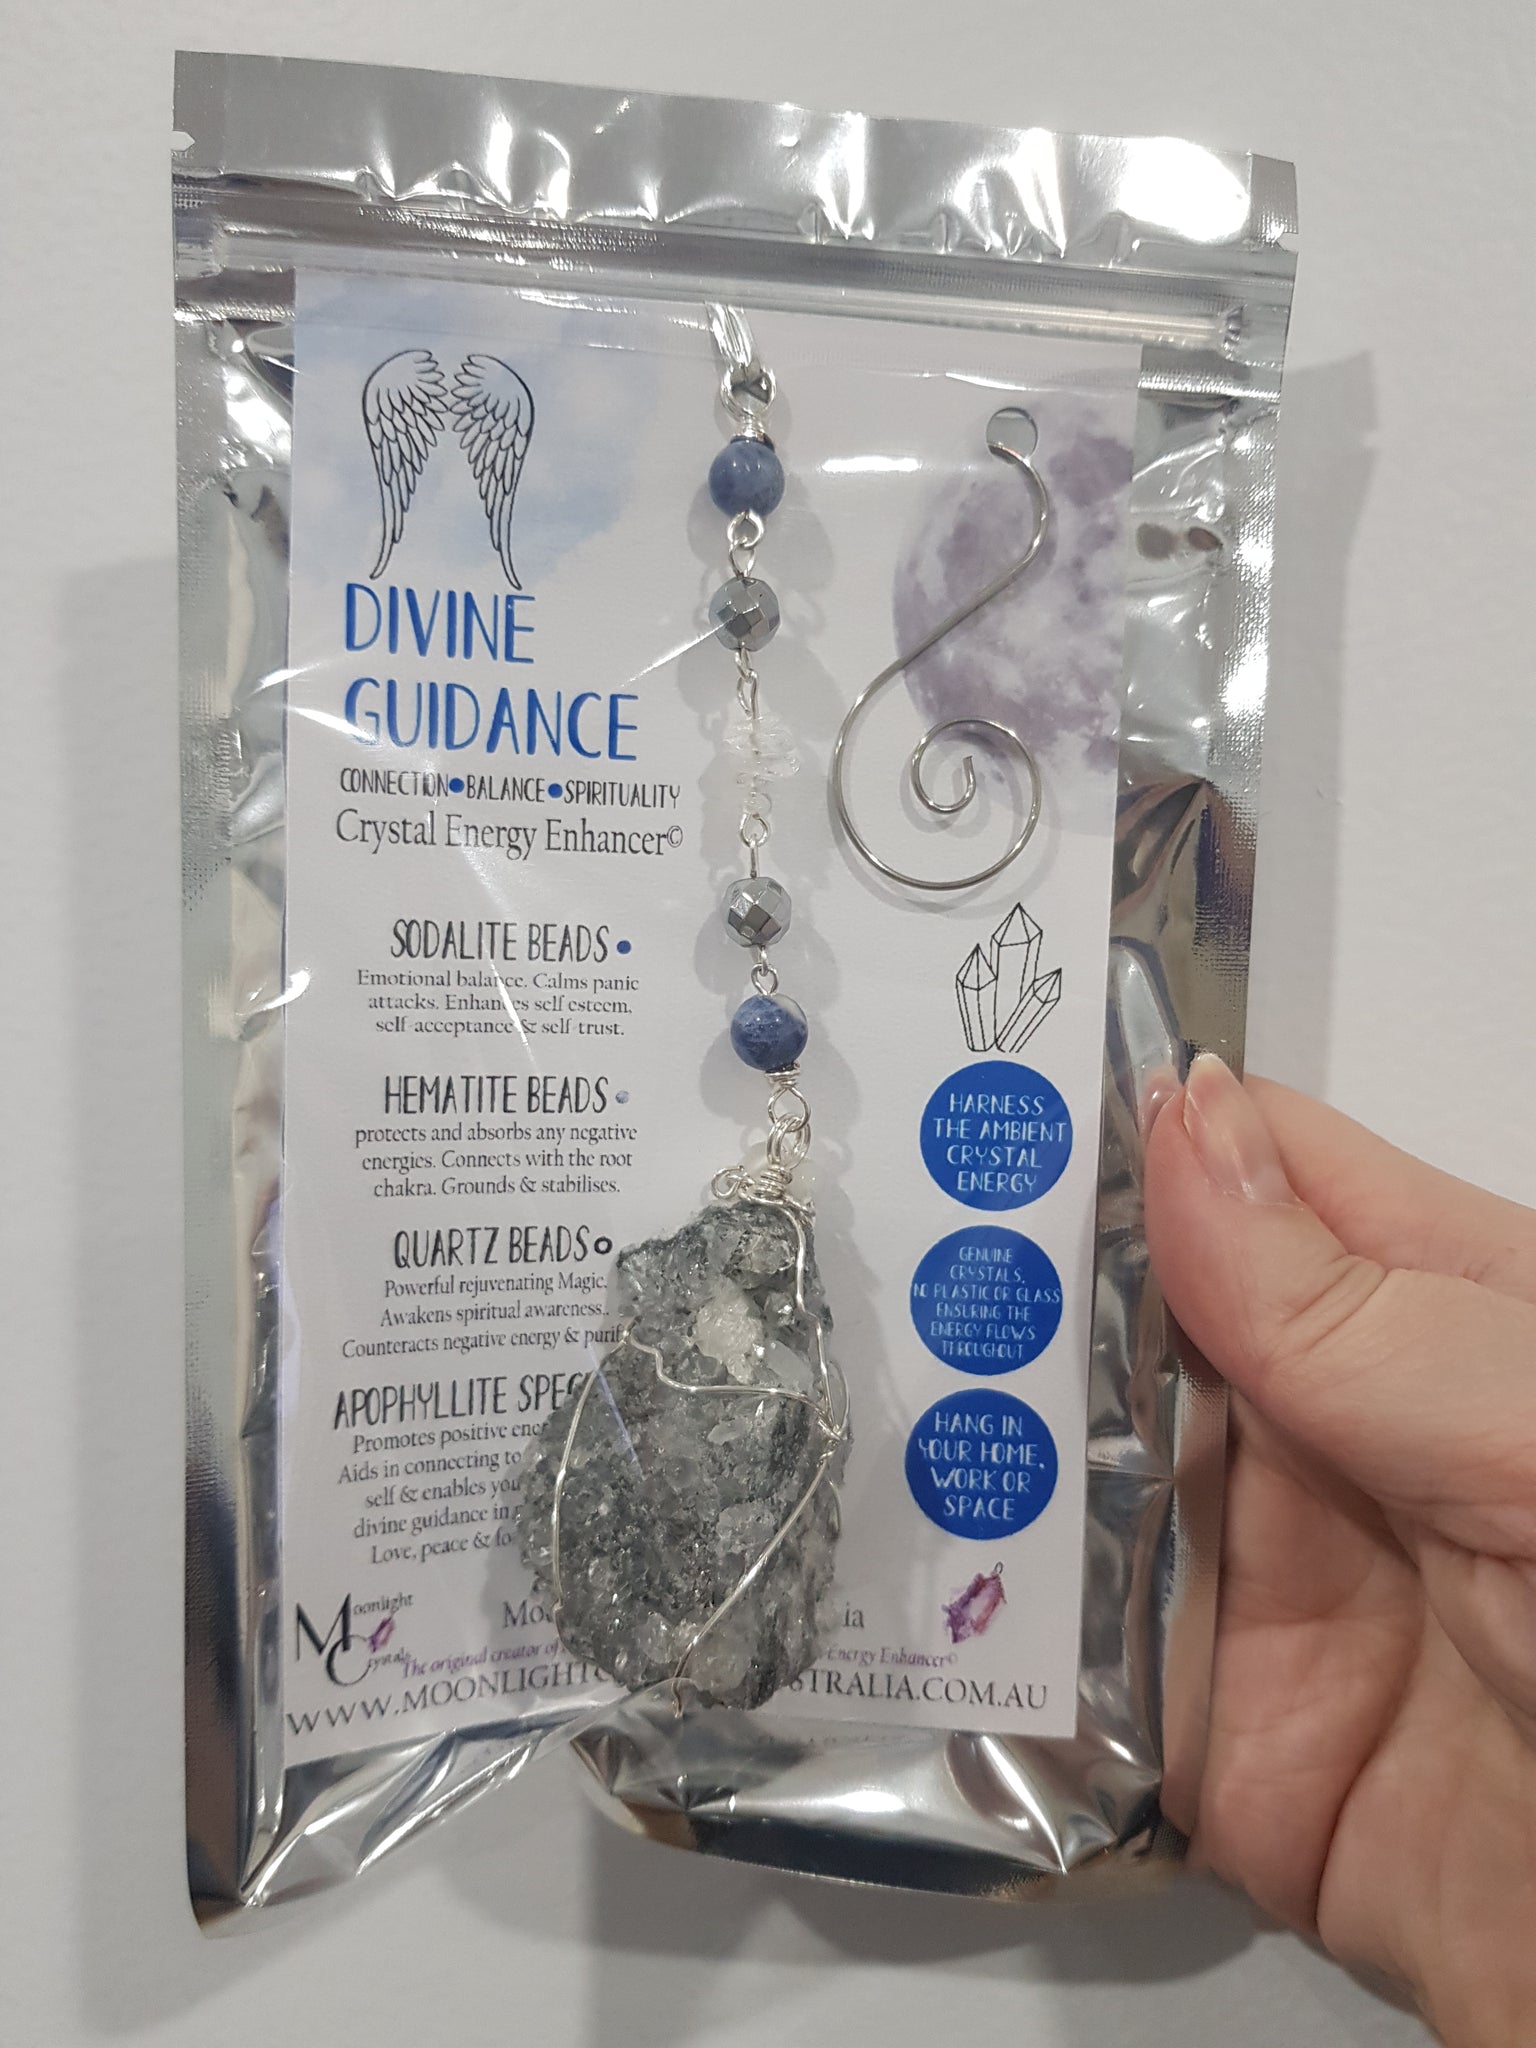 DIVINE
GUIDANCE
CONNECTION●BALANCE●SPIRITUALITY
Crystal Energy Enhancer©
SODALITE BEADS
Emotional balance. Calms panic
attacks. Enhances self esteem,
self-acceptance & self-trust.
HEMATITE BEADS
protects and absorbs any negative
energies. Connects with the root
chakra. Grounds & stabilises.
QUARTZ BEADS
Powerful rejuvenating Magic.
Awakens spiritual awareness..
Counteracts negative energy &
APOPHYLLITE
Promotes positive
Aids in connecting to
self & enables you
divine guidance in
Love, peace &
HARNESS
THE AMBIENT
CRYSTAL
ENERGY
GENUINE
CRYSTALS.
NO PLASTIC OR GLASS
ENSURING THE
ENERGY FLOWS
THROUGHOUT
HANG IN
YOUR HOME,
WORK OR
SPACE
Moonlight
Crystals
The original creator of
Energy Enhancer©
WWW.MOONLIGHTC STRALIA.COM.AU